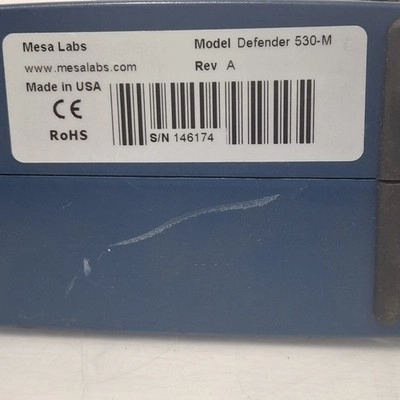 Mesa Labs Model Defender 530-M
www.mesalabs.com Rev A
Made in USA
CE
RoHS
S/N 146174